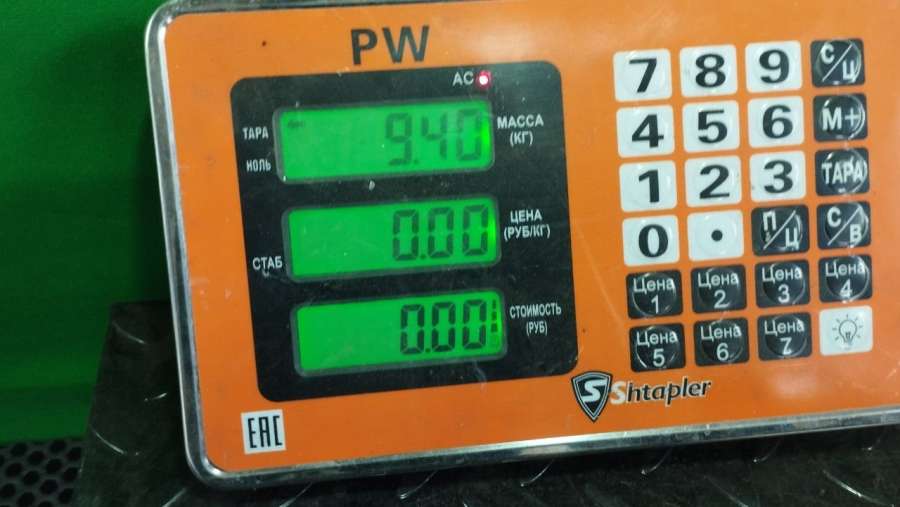 PW
AC
ТАРА
НОЛЬ
9.40
МАССА
(КГ)
СТАБ
0.00
ЦЕНА
(РУБ/КГ)
0.00
СТОИМОСТЬ
(РУБ)
7 8 9 С/Ц
4 5 6 М+
1 2 3 ТАРА
0 . П/Ц С/В
Цена 1 Цена 2 Цена 3 Цена 4
Цена 5 Цена 6 Цена 7
S Shtapler
EAC